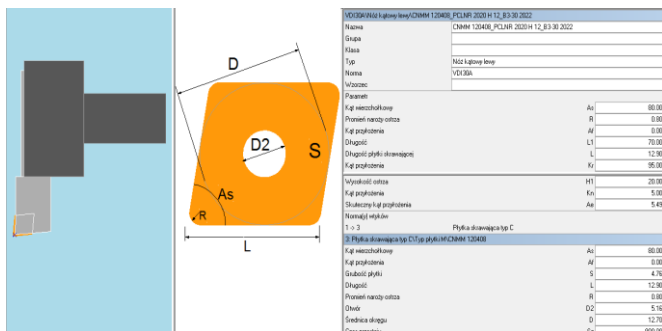 D
D2
S
As
R
L
VDI30A\Nóż kątowy lewy\CNMM 120408_PCLNR 2020 H 12_B3-30 2022
Nazwa CNMM 120408_PCLNR 2020 H 12_B3-30 2022
Grupa
Klasa
Typ Nóż kątowy lewy
Norma VDI30A
Wzorzec
Parametr
Kąt wierzchołkowy As 80.00
Promień naroży ostrza R 0.80
Kąt przyłożenia Af 0.00
Długość L1 70.00
Długość płytki skrawającej L 12.90
Kąt przyłożenia Kr 95.00
Wysokość ostrza H1 20.00
Kąt przyłożenia Kn 5.00
Skuteczny kąt przyłożenia Ae 5.49
Norma(y) wtyków
1 -> 3 Płytka skrawająca typ C
3: Płytka skrawająca typ C\Typ płytki M\CNMM 120408
Kąt wierzchołkowy As 80.00
Kąt przyłożenia Af 0.00
Grubość płytki S 4.76
Długość L 12.90
Promień naroży ostrza R 0.80
Otwór D2 5.16
Średnica okręgu D 12.70